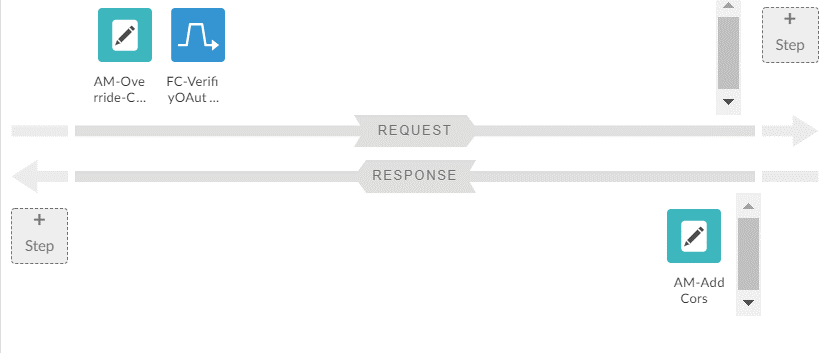 +
Step
AM-Ove
rride-C...
FC-Verifi
yOAut ...
REQUEST
RESPONSE
+
Step
AM-Add
Cors